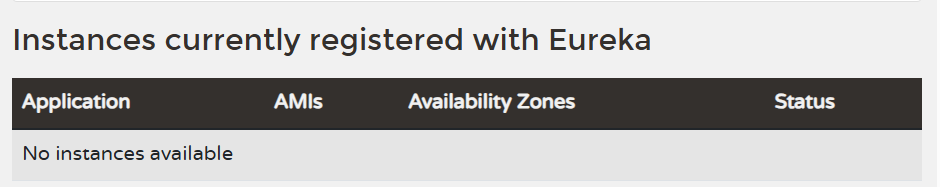 Instances currently registered with Eureka
Application AMIs Availability Zones Status
No instances available